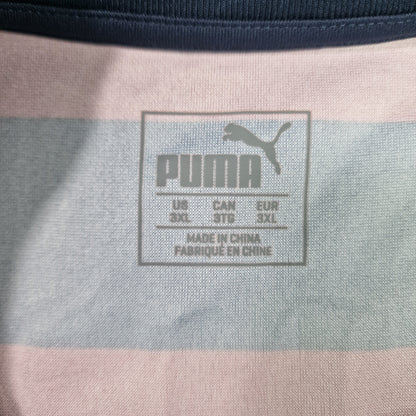 PUMA
US CAN EUR
3XL 3TG 3XL
MADE IN CHINA
FABRIQUÉ EN CHINE